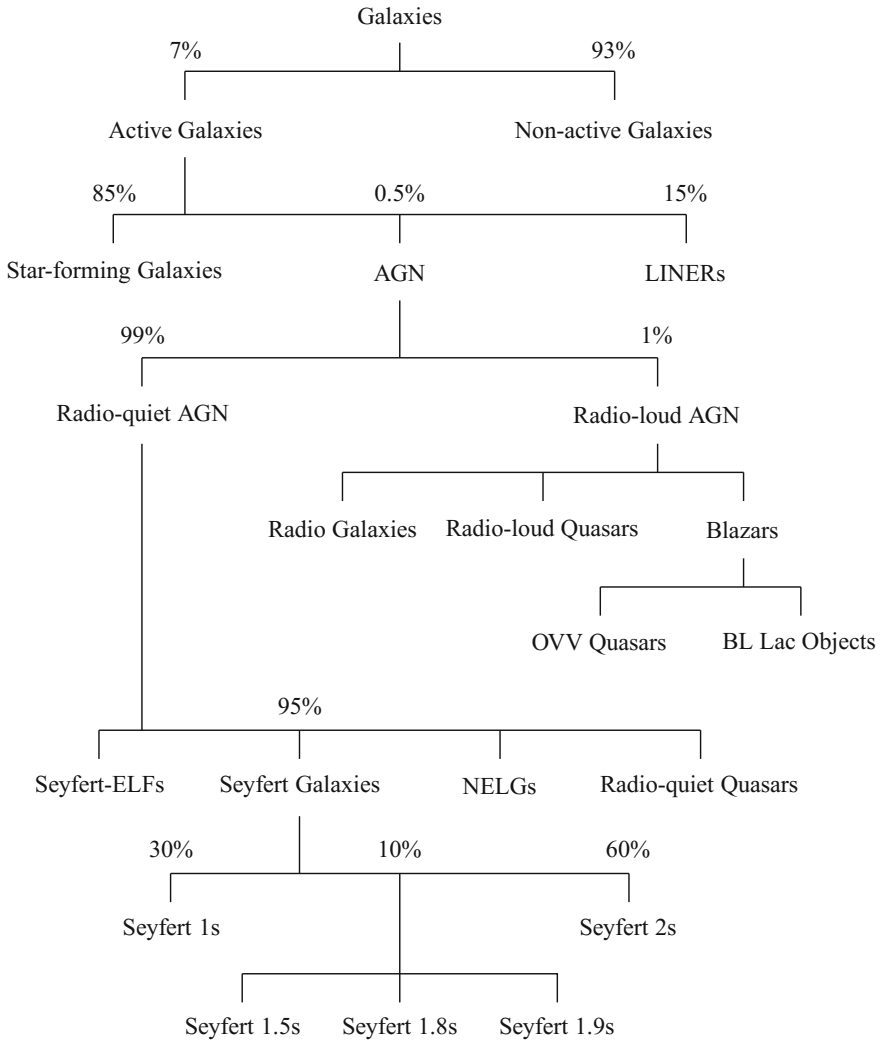 Galaxies
7% 93%
Active Galaxies Non-active Galaxies
85% 0.5% 15%
Star-forming Galaxies AGN LINERs
99% 1%
Radio-quiet AGN Radio-loud AGN
Radio Galaxies Radio-loud Quasars Blazars
OVV Quasars BL Lac Objects
95%
Seyfert-ELFs Seyfert Galaxies NELGs Radio-quiet Quasars
30% 10% 60%
Seyfert 1s Seyfert 2s
Seyfert 1.5s Seyfert 1.8s Seyfert 1.9s